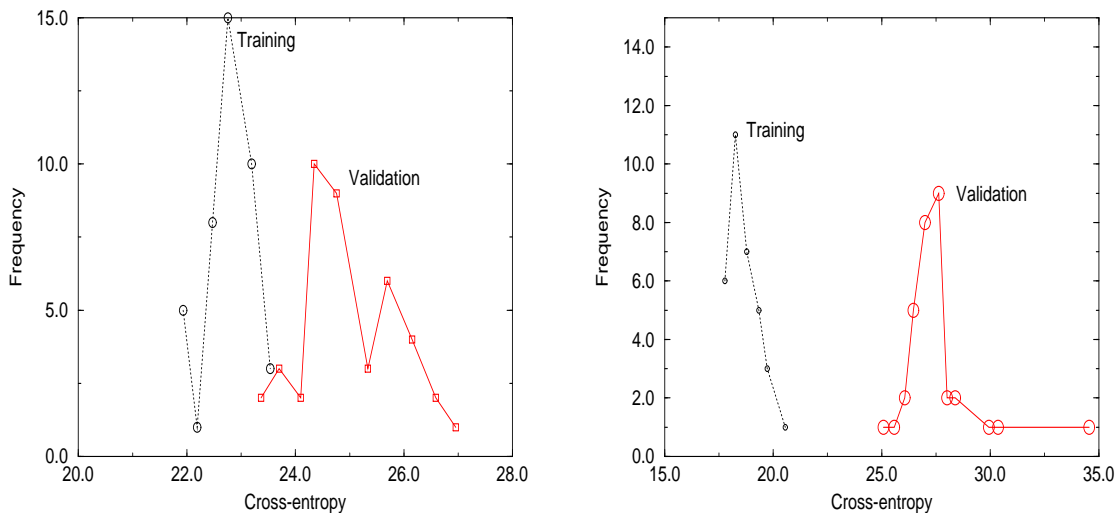 15.0
10.0
5.0
0.0
Frequency
Training
Validation
20.0 22.0 24.0 26.0 28.0
Cross-entropy
14.0
12.0
10.0
8.0
6.0
4.0
2.0
0.0
Frequency
Training
Validation
15.0 20.0 25.0 30.0 35.0
Cross-entropy